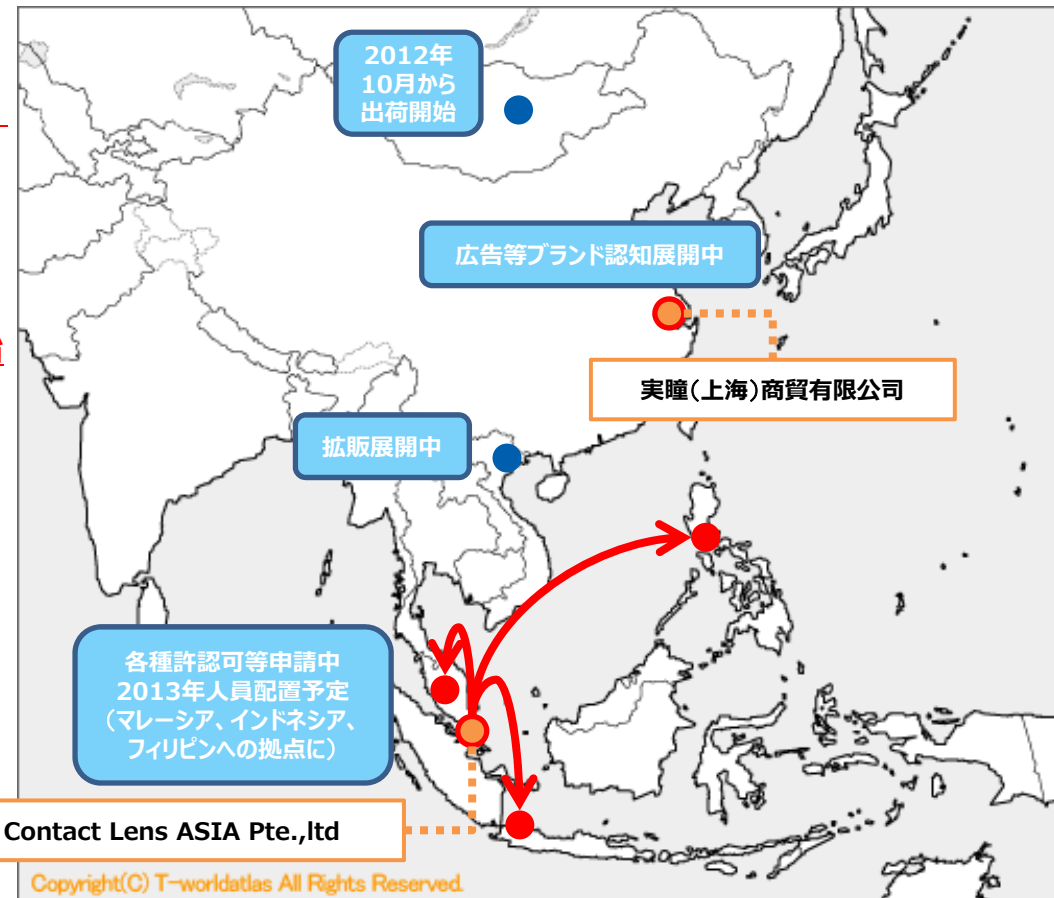 2012年
10月から
出荷開始
広告等ブランド認知展開中
実瞳（上海）商貿有限公司
拡販展開中
各種許認可等申請中
2013年人員配置予定
（マレーシア、インドネシア、
フィリピンへの拠点に）
Contact Lens ASIA Pte.,ltd
Copyright(C) T-worldatlas All Rights Reserved.